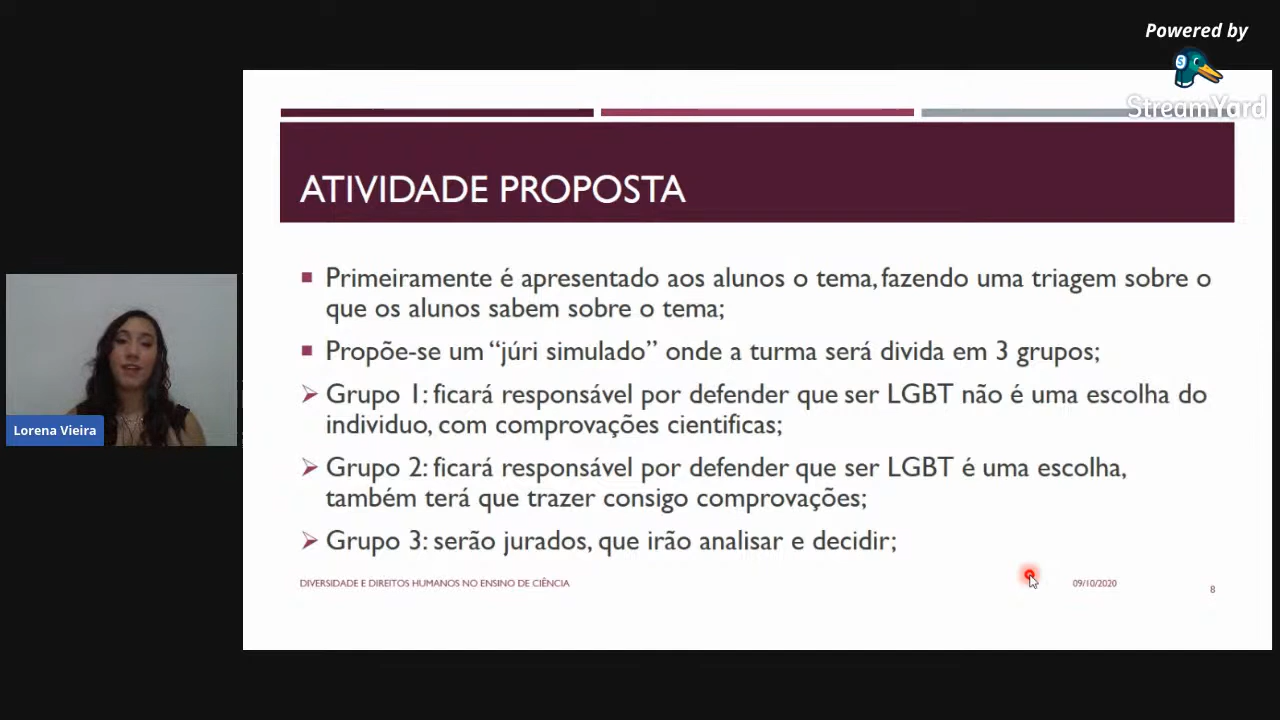 Powered by
StreamYard
ATIVIDADE PROPOSTA
Primeiramente é apresentado aos alunos o tema, fazendo uma triagem sobre o
que os alunos sabem sobre o tema;
Propõe-se um “júri simulado” onde a turma será divida em 3 grupos;
Grupo 1: ficará responsável por defender que ser LGBT não é uma escolha do
individuo, com comprovações cientificas;
Grupo 2: ficará responsável por defender que ser LGBT é uma escolha,
também terá que trazer consigo comprovações;
Grupo 3: serão jurados, que irão analisar e decidir;
DIVERSIDADE E DIREITOS HUMANOS NO ENSINO DE CIÊNCIA
09/10/2020
8
Lorena Vieira